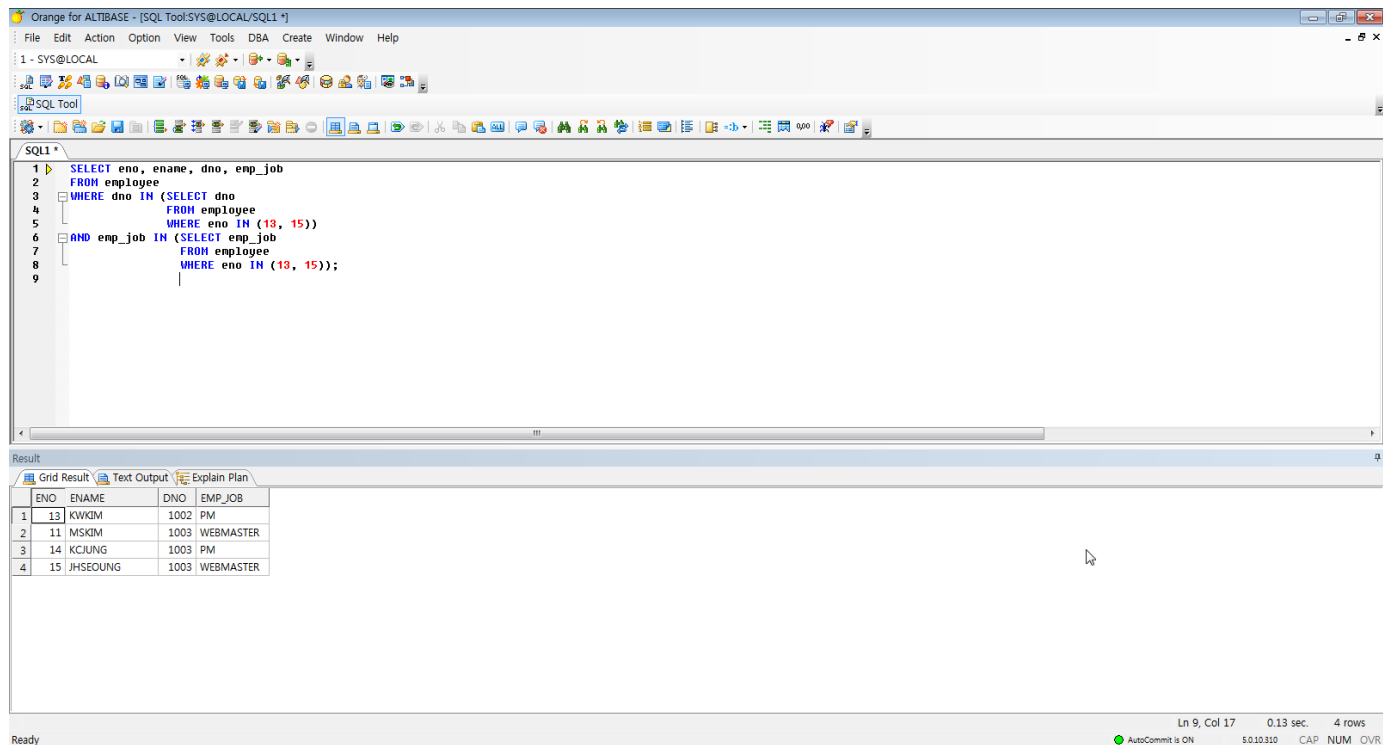 Orange for ALTIBASE - [SQL Tool:SYS@LOCAL/SQL1 *]
File Edit Action Option View Tools DBA Create Window Help
1 - SYS@LOCAL
SQL Tool
SQL1 *
1 SELECT eno, ename, dno, emp_job
2 FROM employee
3 WHERE dno IN (SELECT dno
4 FROM employee
5 WHERE eno IN (13, 15))
6 AND emp_job IN (SELECT emp_job
7 FROM employee
8 WHERE eno IN (13, 15));
9
Result
Grid Result Text Output Explain Plan
ENO ENAME DNO EMP_JOB
1 13 KWKIM 1002 PM
2 11 MSKIM 1003 WEBMASTER
3 14 KCJUNG 1003 PM
4 15 JHSEOUNG 1003 WEBMASTER
Ln 9, Col 17 0.13 sec. 4 rows
Ready AutoCommit is ON 5.0.10.310 CAP NUM OVR